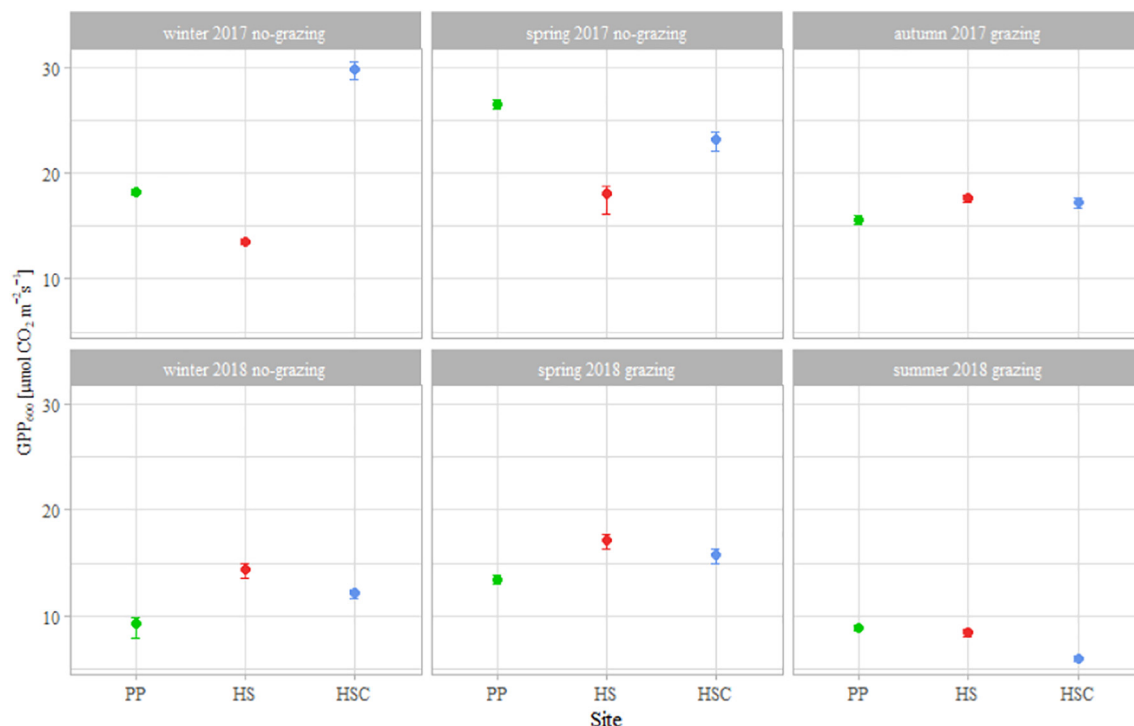 winter 2017 no-grazing
spring 2017 no-grazing
autumn 2017 grazing
30
20
10
winter 2018 no-grazing
spring 2018 grazing
summer 2018 grazing
30
20
10
GPP₆₀₀ [µmol CO₂ m⁻²s⁻¹]
PP HS HSC PP HS HSC PP HS HSC
Site